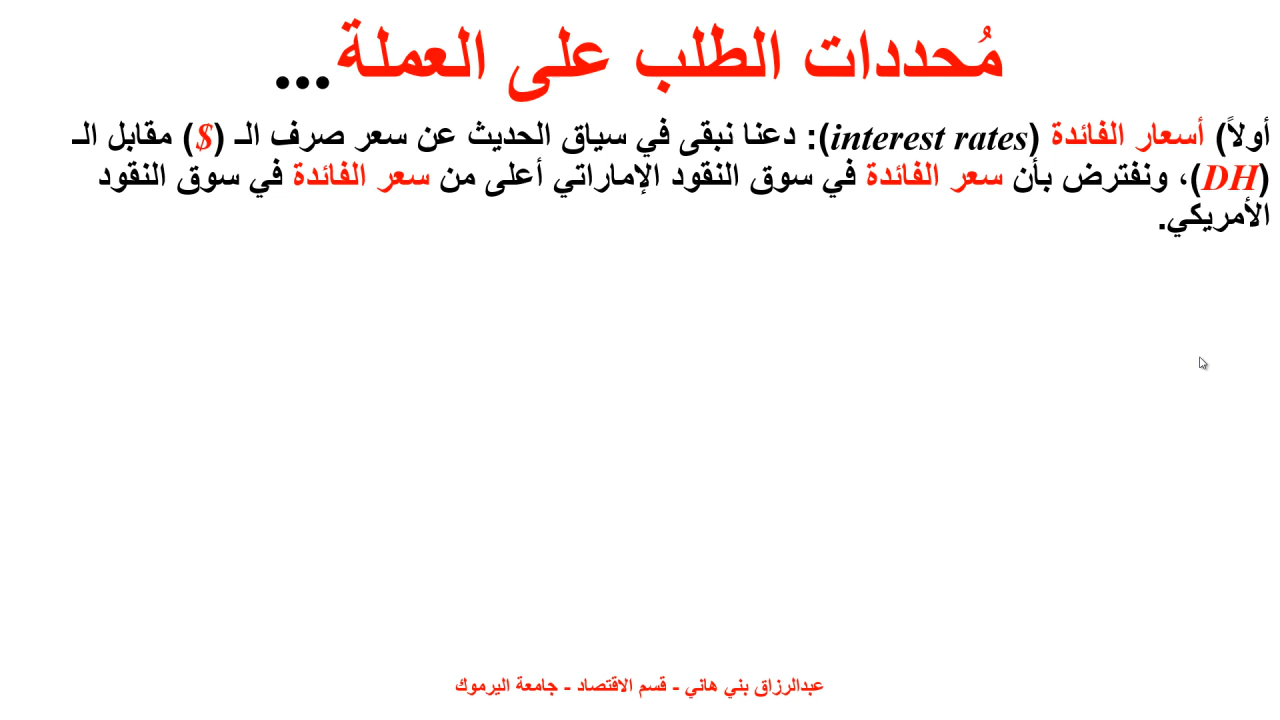 مُحددات الطلب على العملة...
أولاً) أسعار الفائدة (interest rates): دعنا نبقى في سياق الحديث عن سعر صرف الـ ($) مقابل الـ
(DH)، ونفترض بأن سعر الفائدة في سوق النقود الإماراتي أعلى من سعر الفائدة في سوق النقود
الأمريكي.
عبدالرزاق بني هاني - قسم الاقتصاد - جامعة اليرموك